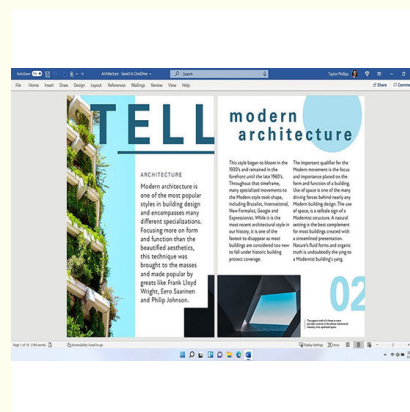 AutoSave On Architecture - Saved to OneDrive Search Taylor Phillips
File Home Insert Draw Design Layout References Mailings Review View Help Share Comments
TELL
ARCHITECTURE
Modern architecture is
one of the most popular
styles in building design
and encompasses many
different specializations.
Focusing more on form
and function than the
beautified aesthetics,
this technique was
brought to the masses
and made popular by
greats like Frank Lloyd
Wright, Eero Saarinen
and Philip Johnson.
modern
architecture
This style began to bloom in the
1930's and remained in the
forefront until the late 1960's.
Throughout that timeframe,
many specialized movements to
the Modern style took shape,
including Brutalist, International,
New Formalist, Googie and
Expressionist. While it is the
most recent architectural style in
our history, it is one of the
fastest to disappear as most
buildings are considered too new
to fall under historic building
protect coverage.
The important qualifier for the
Modern movement is the focus
and importance placed on the
form and function of a building.
Use of space is one of the many
driving forces behind nearly any
Modern building design. The use
of space, is a telltale sign of a
Modernist structure. A natural
setting is the best complement
for most buildings created with
a streamlined presentation.
Nature's fluid forms and organic
truth is undoubtedly the ying to
a Modernist building's yang.
02
Display Settings Focus